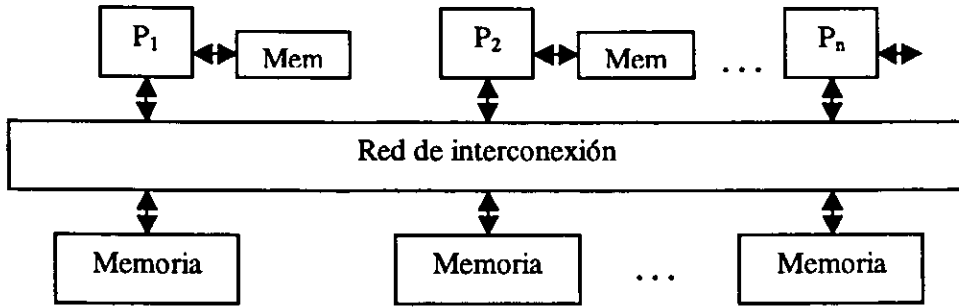 P₁ Mem P₂ Mem ... Pₙ
Red de interconexión
Memoria Memoria ... Memoria